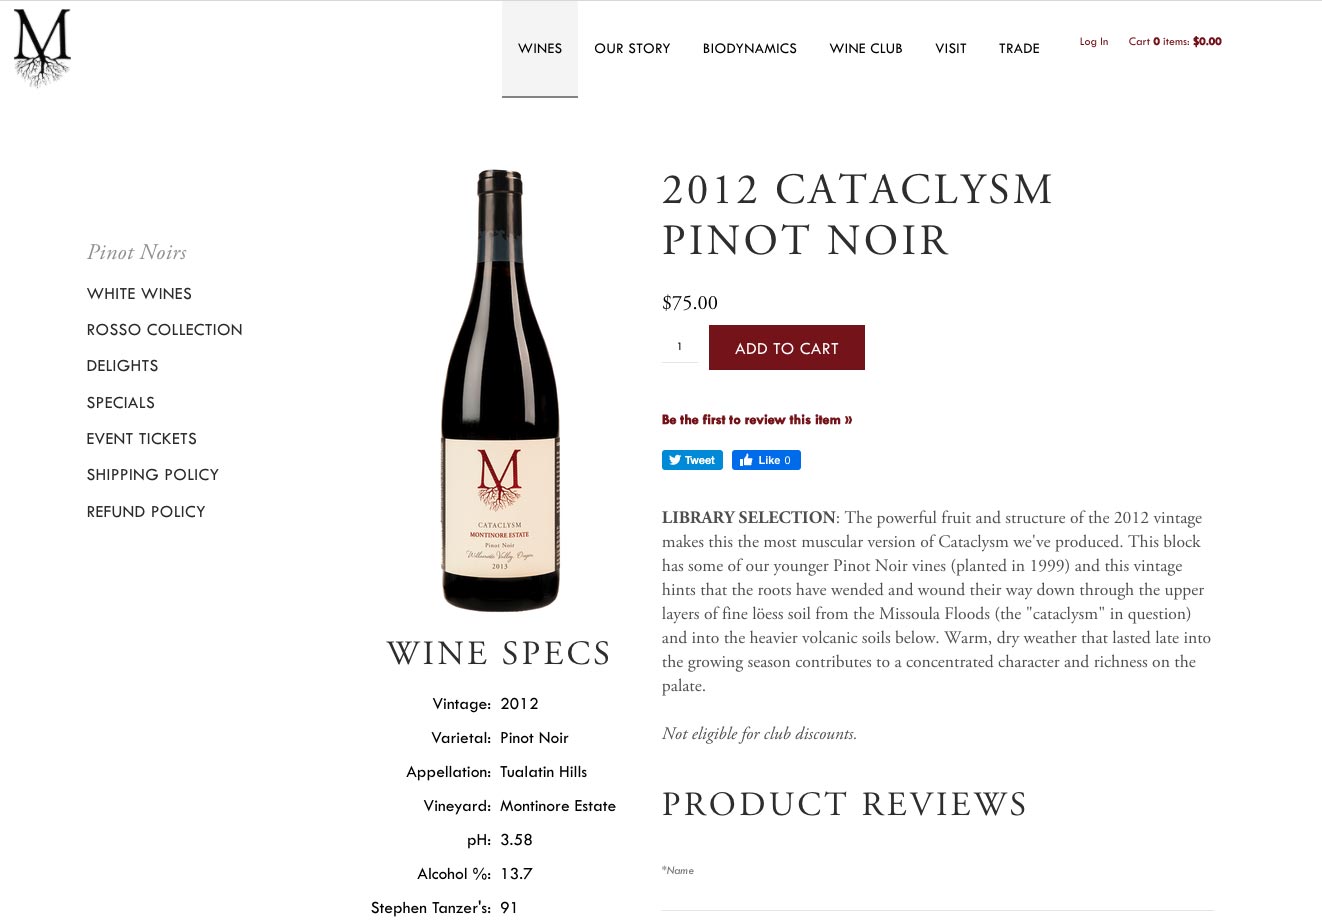 M
WINES
OUR STORY
BIODYNAMICS
WINE CLUB
VISIT
TRADE
Log In
Cart 0 items: $0.00
Pinot Noirs
WHITE WINES
ROSSO COLLECTION
DELIGHTS
SPECIALS
EVENT TICKETS
SHIPPING POLICY
REFUND POLICY
M
CATACLYSM
MONTINORE ESTATE
Pinot Noir
Willamette Valley, Oregon
2013
WINE SPECS
Vintage: 2012
Varietal: Pinot Noir
Appellation: Tualatin Hills
Vineyard: Montinore Estate
pH: 3.58
Alcohol %: 13.7
Stephen Tanzer's: 91
2012 CATACLYSM
PINOT NOIR
$75.00
1
ADD TO CART
Be the first to review this item »
Tweet
Like 0
LIBRARY SELECTION: The powerful fruit and structure of the 2012 vintage
makes this the most muscular version of Cataclysm we've produced. This block
has some of our younger Pinot Noir vines (planted in 1999) and this vintage
hints that the roots have wended and wound their way down through the upper
layers of fine löess soil from the Missoula Floods (the "cataclysm" in question)
and into the heavier volcanic soils below. Warm, dry weather that lasted late into
the growing season contributes to a concentrated character and richness on the
palate.
Not eligible for club discounts.
PRODUCT REVIEWS
*Name